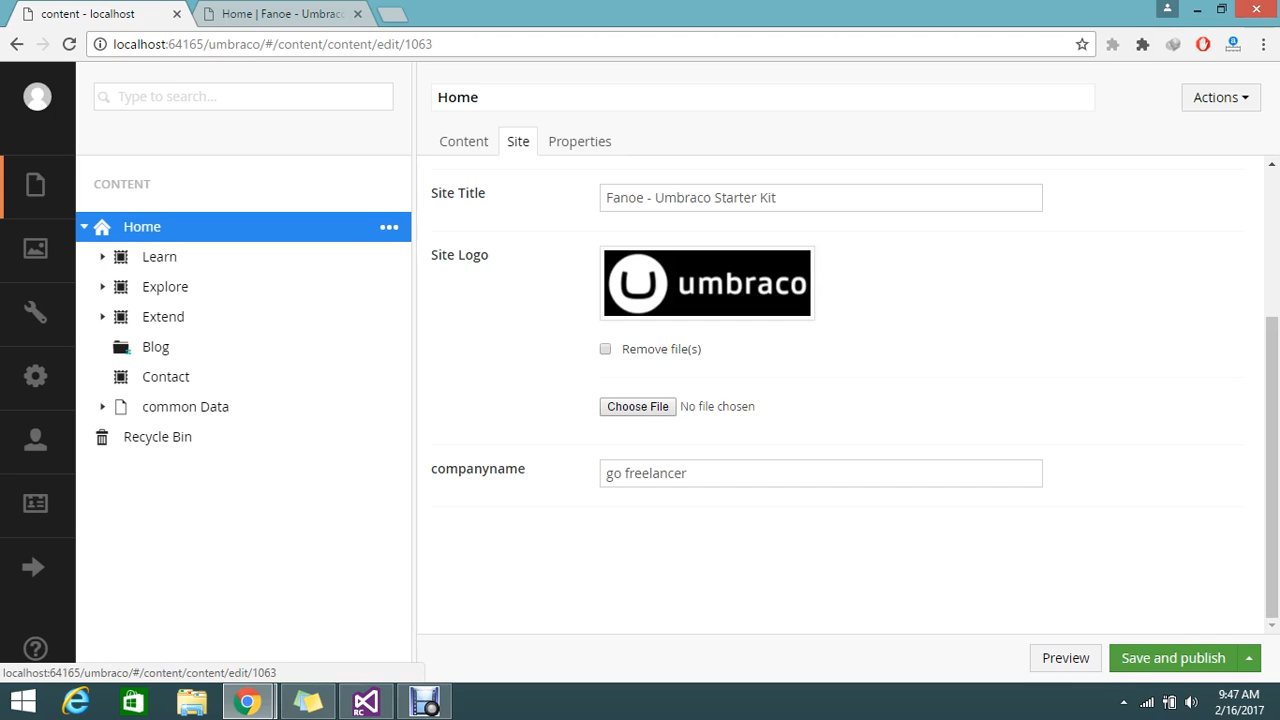 content - localhost
Home | Fanoe - Umbraco
localhost:64165/umbraco/#/content/content/edit/1063
Type to search...
Home
Actions
Content
Site
Properties
CONTENT
Home
Learn
Explore
Extend
Blog
Contact
common Data
Recycle Bin
Site Title
Fanoe - Umbraco Starter Kit
Site Logo
umbraco
Remove file(s)
Choose File No file chosen
companyname
go freelancer
Preview
Save and publish
localhost:64165/umbraco/#/content/content/edit/1063
RC
9:47 AM
2/16/2017